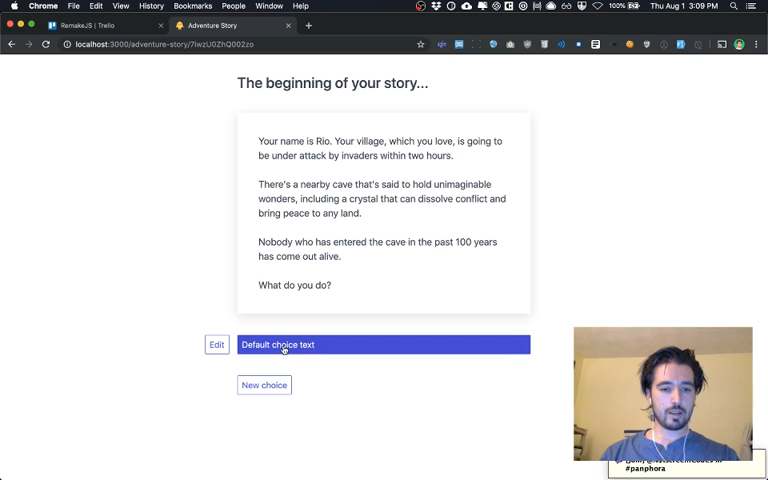 Chrome File Edit View History Bookmarks People Window Help 100% Thu Aug 1 3:09 PM
RemakeJS | Trello Adventure Story
localhost:3000/adventure-story/7iwzU0ZhQ002zo
The beginning of your story...
Your name is Rio. Your village, which you love, is going to
be under attack by invaders within two hours.
There's a nearby cave that's said to hold unimaginable
wonders, including a crystal that can dissolve conflict and
bring peace to any land.
Nobody who has entered the cave in the past 100 years
has come out alive.
What do you do?
Edit Default choice text
New choice
#panphora